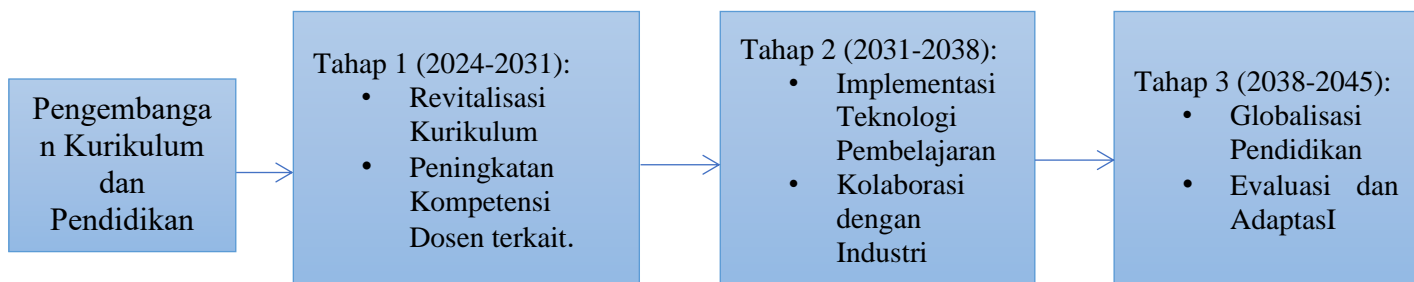 Pengembanga
n Kurikulum
dan
Pendidikan
Tahap 1 (2024-2031):
• Revitalisasi
Kurikulum
• Peningkatan
Kompetensi
Dosen terkait.
Tahap 2 (2031-2038):
• Implementasi
Teknologi
Pembelajaran
• Kolaborasi
dengan
Industri
Tahap 3 (2038-2045):
• Globalisasi
Pendidikan
• Evaluasi dan
AdaptasI